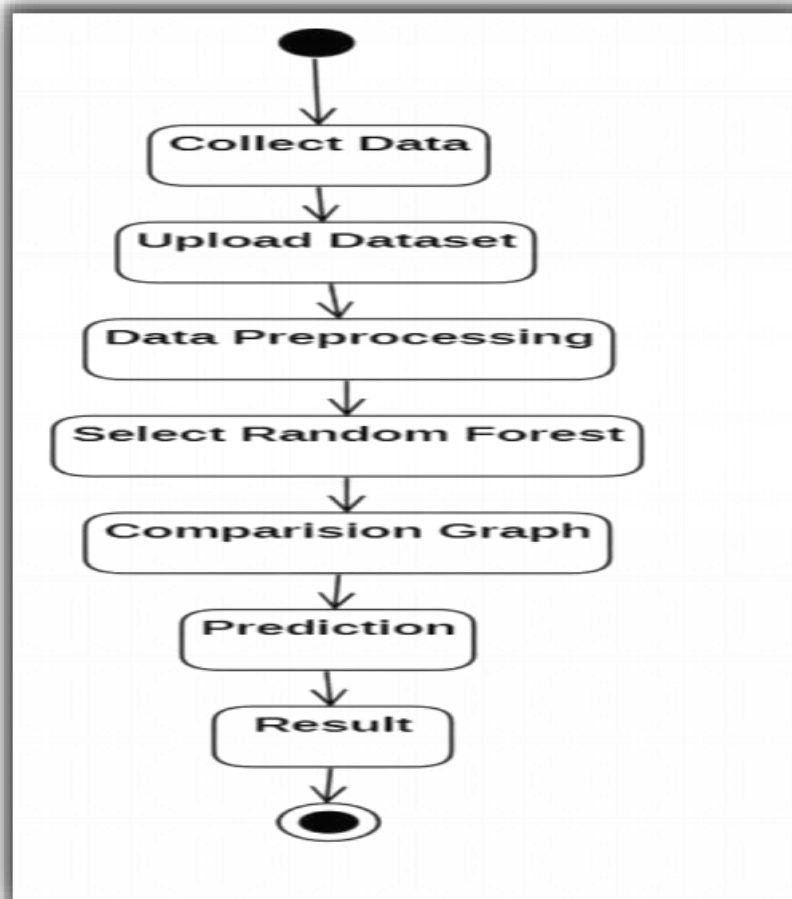 Collect Data
Upload Dataset
Data Preprocessing
Select Random Forest
Comparision Graph
Prediction
Result